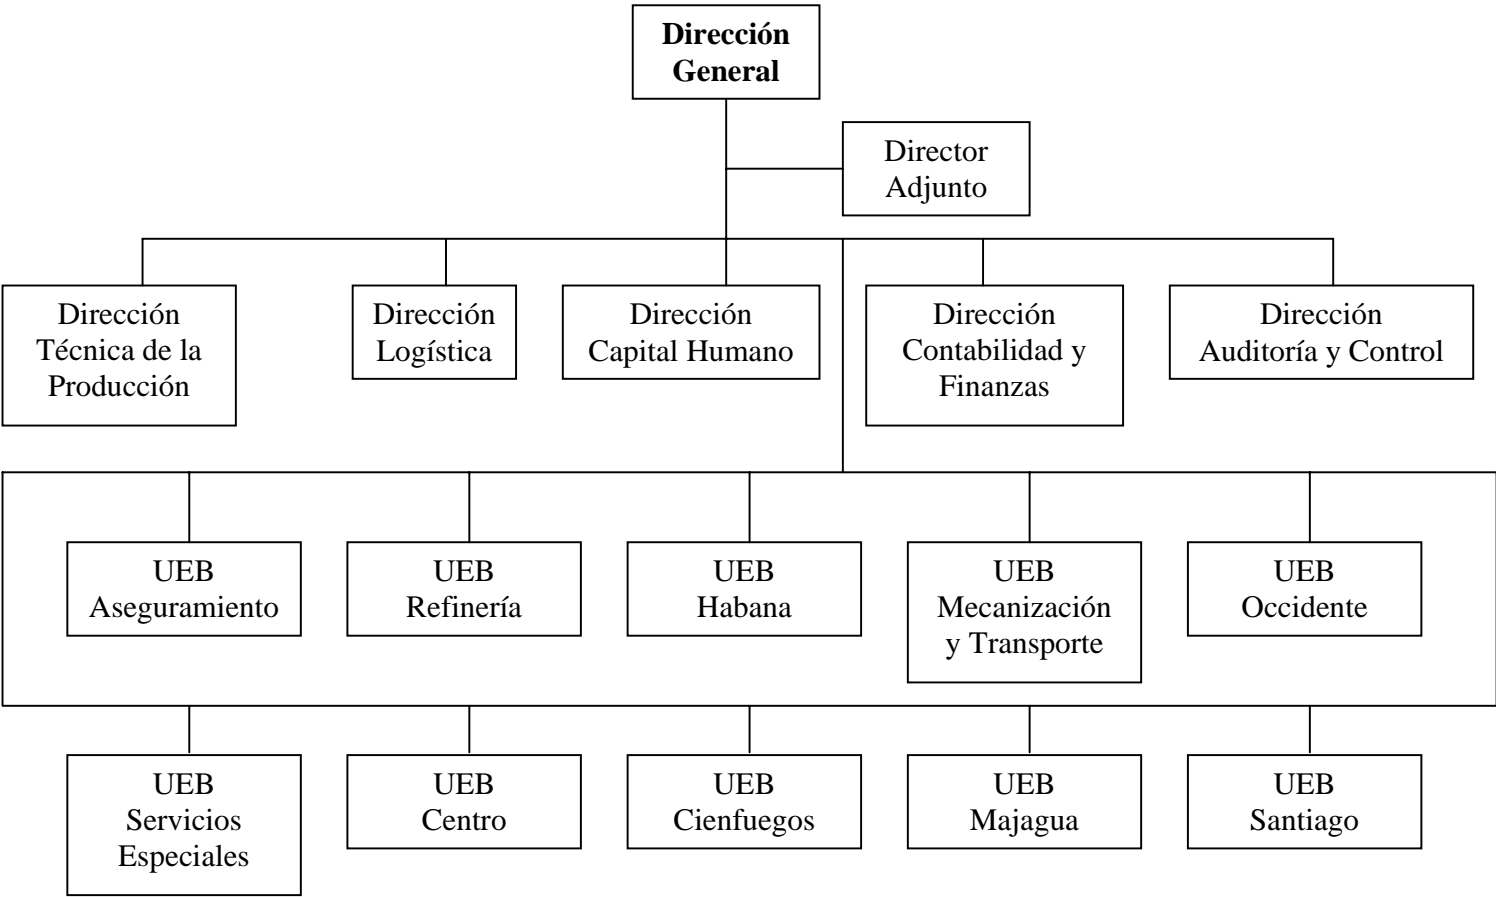 Dirección
General
Director
Adjunto
Dirección
Técnica de la
Producción
Dirección
Logística
Dirección
Capital Humano
Dirección
Contabilidad y
Finanzas
Dirección
Auditoría y Control
UEB
Aseguramiento
UEB
Refinería
UEB
Habana
UEB
Mecanización
y Transporte
UEB
Occidente
UEB
Servicios
Especiales
UEB
Centro
UEB
Cienfuegos
UEB
Majagua
UEB
Santiago